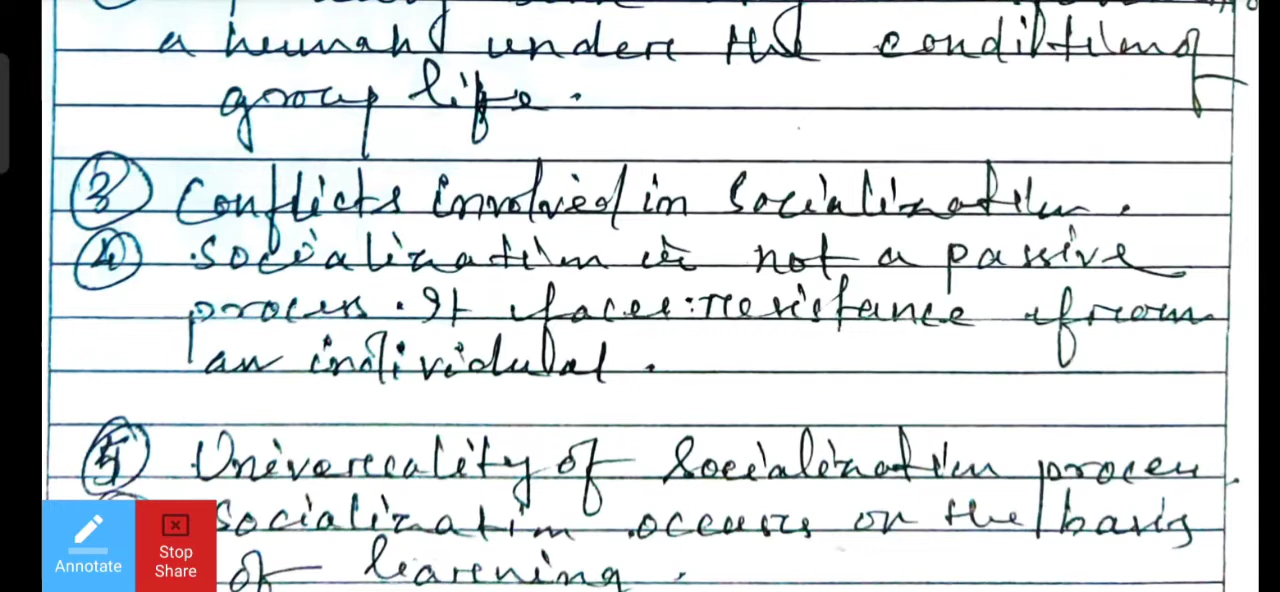 a human under the condition of
group life.
③ Conflicts involved in Socialization.
④ Socialization is not a passive
process. It faces resistance from
an individual.
⑤ Universality of Socialization process.
Socialization occurs on the basis
of learning.
Annotate
Stop
Share